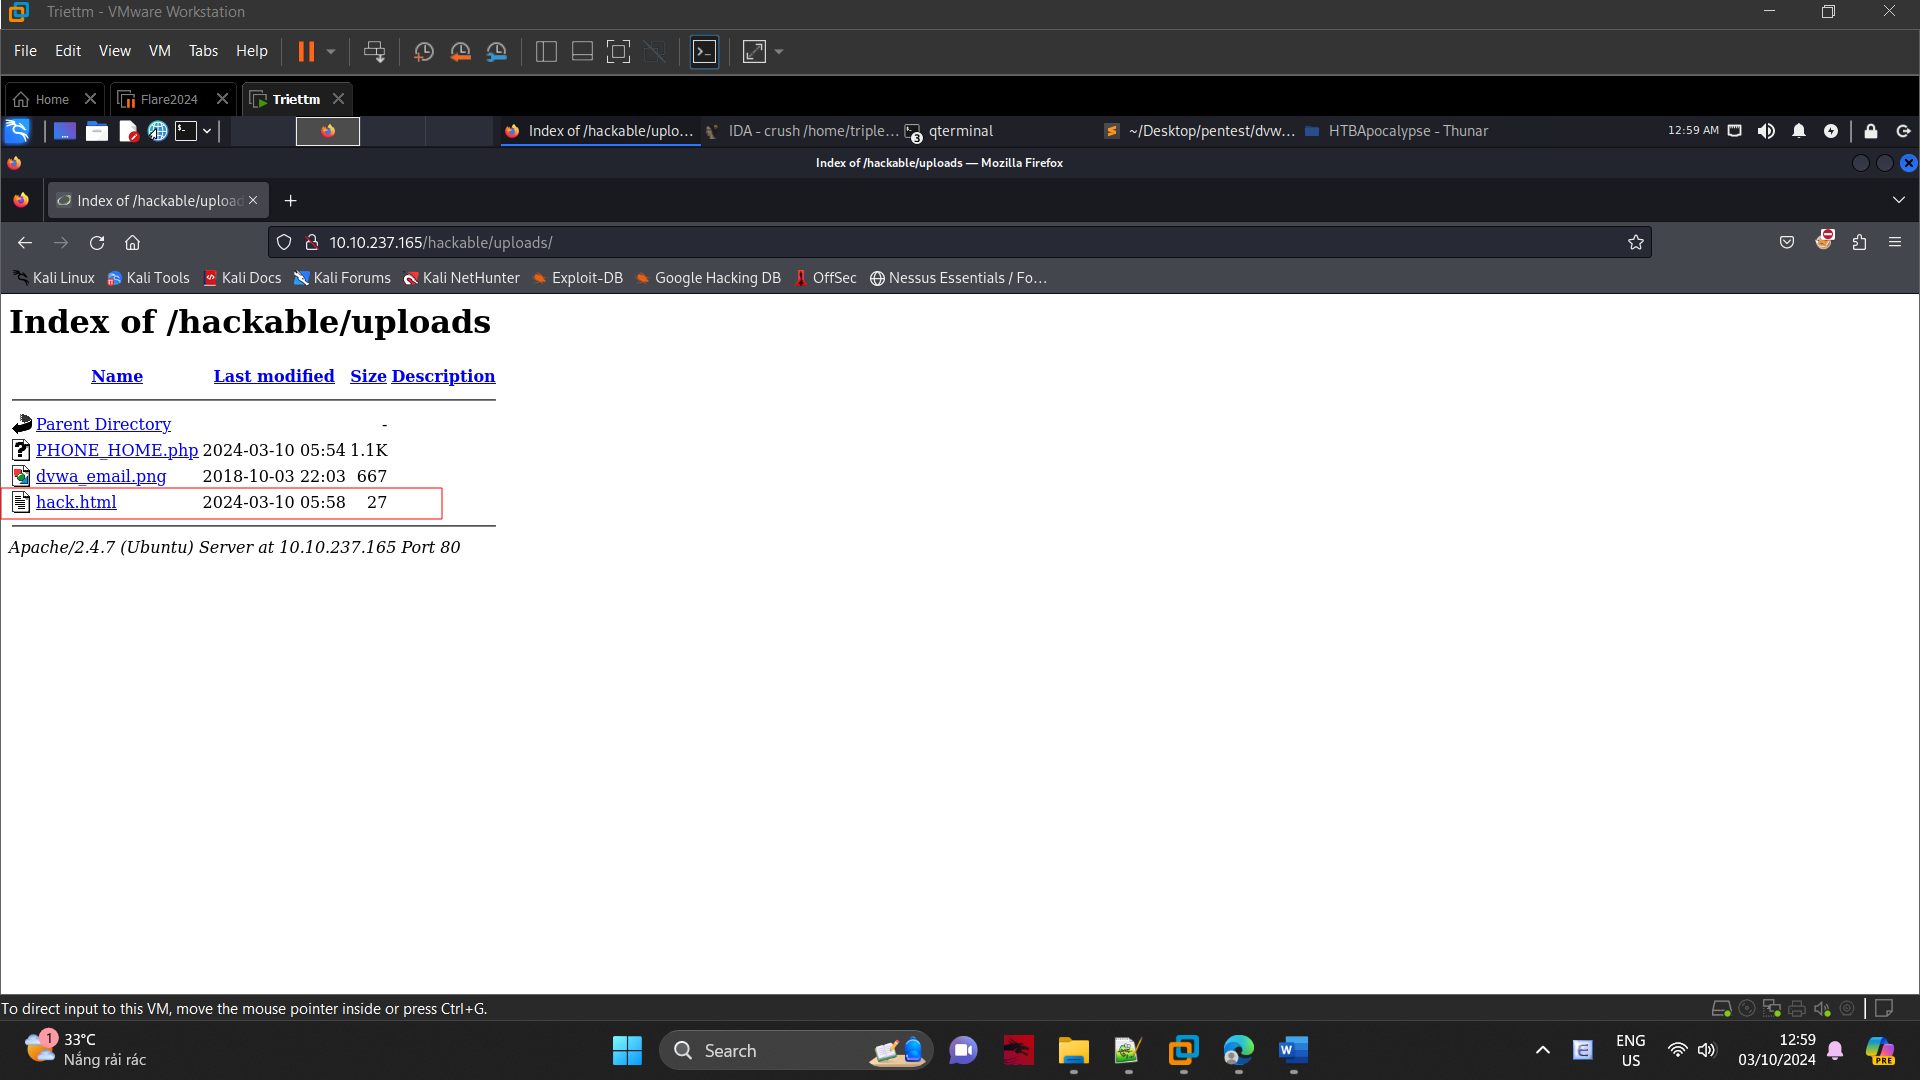 Triettm - VMware Workstation
File Edit View VM Tabs Help
Home Flare2024 Triettm
Index of /hackable/uplo... IDA - crush /home/triple... 3 qterminal ~/Desktop/pentest/dvw... HTBApocalypse - Thunar 12:59 AM
Index of /hackable/uploads — Mozilla Firefox
Index of /hackable/upload
10.10.237.165/hackable/uploads/
Kali Linux Kali Tools Kali Docs Kali Forums Kali NetHunter Exploit-DB Google Hacking DB OffSec Nessus Essentials / Fo...
Index of /hackable/uploads
Name Last modified Size Description
Parent Directory -
PHONE_HOME.php 2024-03-10 05:54 1.1K
dvwa_email.png 2018-10-03 22:03 667
hack.html 2024-03-10 05:58 27
Apache/2.4.7 (Ubuntu) Server at 10.10.237.165 Port 80
To direct input to this VM, move the mouse pointer inside or press Ctrl+G.
1 33°C
Nắng rải rác
Search
ENG
US
12:59
03/10/2024
PRE